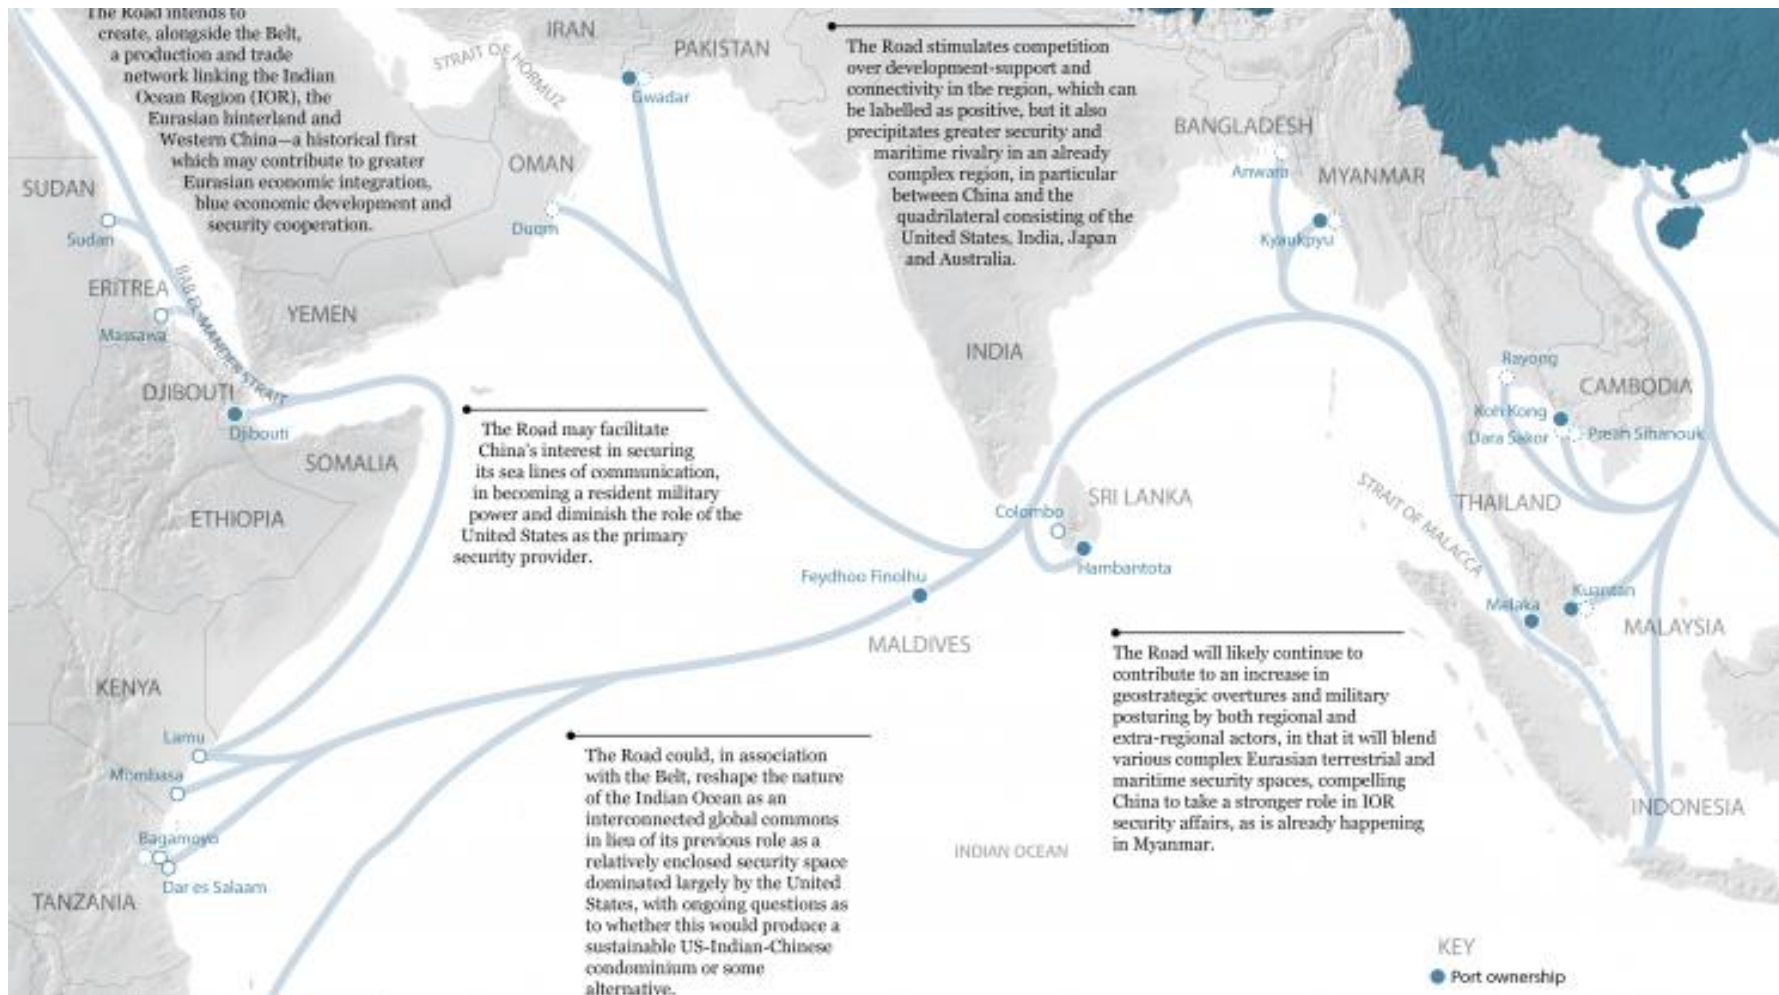 The Road intends to
create, alongside the Belt,
a production and trade
network linking the Indian
Ocean Region (IOR), the
Eurasian hinterland and
Western China—a historical first
which may contribute to greater
Eurasian economic integration,
blue economic development and
security cooperation.
IRAN
PAKISTAN
STRAIT OF HORMUZ
Gwadar
The Road stimulates competition
over development-support and
connectivity in the region, which can
be labelled as positive, but it also
precipitates greater security and
maritime rivalry in an already
complex region, in particular
between China and the
quadrilateral consisting of the
United States, India, Japan
and Australia.
BANGLADESH
Anwara
MYANMAR
Kyaukpyu
OMAN
Duqm
SUDAN
Sudan
ERITREA
Massawa
BAB EL-MANDEB STRAIT
YEMEN
DJIBOUTI
Djibouti
SOMALIA
ETHIOPIA
INDIA
Rayong
CAMBODIA
Koh Kong
Dara Sakor
Preah Sihanouk
The Road may facilitate
China's interest in securing
its sea lines of communication,
in becoming a resident military
power and diminish the role of the
United States as the primary
security provider.
Colombo
SRI LANKA
Hambantota
STRAIT OF MALACCA
THAILAND
Feydhoo Finolhu
MALDIVES
Melaka
Kuantan
MALAYSIA
KENYA
Lamu
Mombasa
Bagamoyo
Dar es Salaam
TANZANIA
The Road will likely continue to
contribute to an increase in
geostrategic overtures and military
posturing by both regional and
extra-regional actors, in that it will blend
various complex Eurasian terrestrial and
maritime security spaces, compelling
China to take a stronger role in IOR
security affairs, as is already happening
in Myanmar.
INDONESIA
The Road could, in association
with the Belt, reshape the nature
of the Indian Ocean as an
interconnected global commons
in lieu of its previous role as a
relatively enclosed security space
dominated largely by the United
States, with ongoing questions as
to whether this would produce a
sustainable US-Indian-Chinese
condominium or some
alternative.
INDIAN OCEAN
KEY
Port ownership